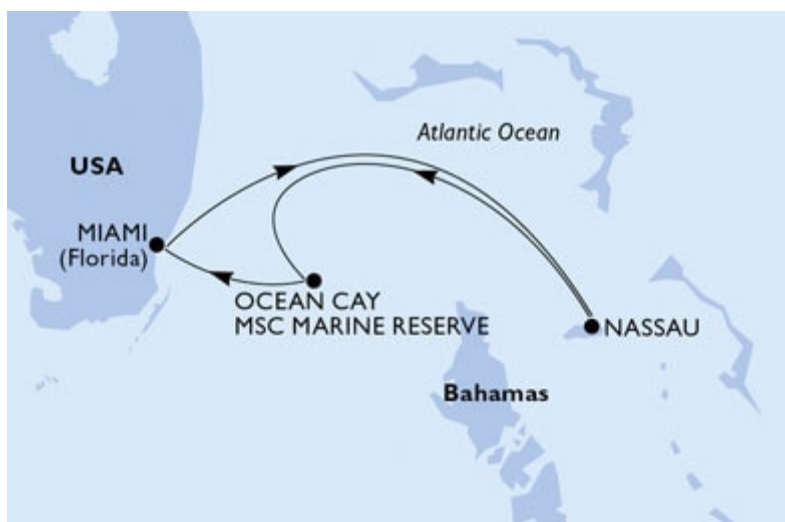 Atlantic Ocean
USA
MIAMI
(Florida)
OCEAN CAY
MSC MARINE RESERVE
NASSAU
Bahamas